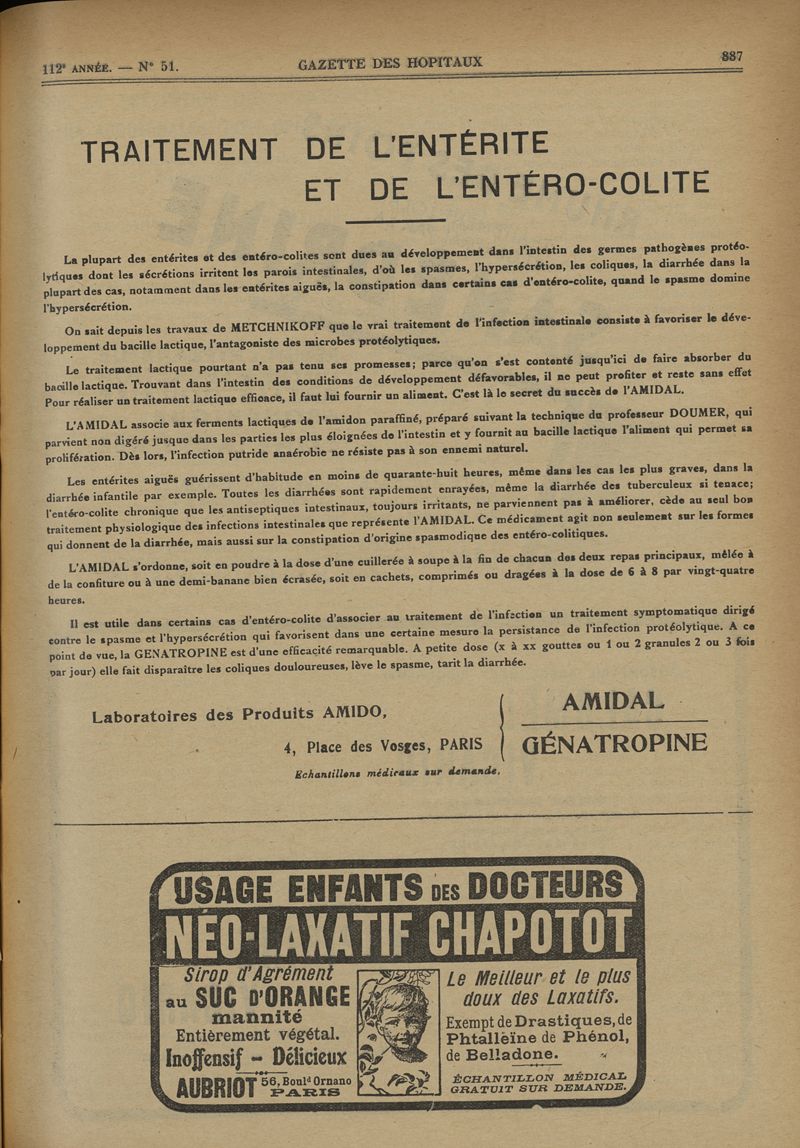 112e ANNÉE. — N° 51.
GAZETTE DES HOPITAUX
887
TRAITEMENT DE L'ENTÉRITE
ET DE L'ENTÉRO-COLITE
La plupart des entérites et des entéro-colites sont dues au développement dans l'intestin des germes pathogènes protéo-
lytiques dont les sécrétions irritent les parois intestinales, d'où les spasmes, l'hypersécrétion, les coliques, la diarrhée dans la
plupart des cas, notamment dans les entérites aiguës, la constipation dans certains cas d'entéro-colite, quand le spasme domine
l'hypersécrétion.
On sait depuis les travaux de METCHNIKOFF que le vrai traitement de l'infection intestinale consiste à favoriser le déve-
loppement du bacille lactique, l'antagoniste des microbes protéolytiques.
Le traitement lactique pourtant n'a pas tenu ses promesses; parce qu'on s'est contenté jusqu'ici de faire absorber du
bacille lactique. Trouvant dans l'intestin des conditions de développement défavorables, il ne peut profiter et reste sans effet
Pour réaliser un traitement lactique efficace, il faut lui fournir un aliment. C'est là le secret du succès de l'AMIDAL.
L'AMIDAL associe aux ferments lactiques de l'amidon paraffiné, préparé suivant la technique du professeur DOUMER, qui
parvient non digéré jusque dans les parties les plus éloignées de l'intestin et y fournit au bacille lactique l'aliment qui permet sa
prolifération. Dès lors, l'infection putride anaérobie ne résiste pas à son ennemi naturel.
Les entérites aiguës guérissent d'habitude en moins de quarante-huit heures, même dans les cas les plus graves, dans la
diarrhée infantile par exemple. Toutes les diarrhées sont rapidement enrayées, même la diarrhée des tuberculeux si tenace;
l'entéro-colite chronique que les antiseptiques intestinaux, toujours irritants, ne parviennent pas à améliorer, cède au seul bon
traitement physiologique des infections intestinales que représente l'AMIDAL. Ce médicament agit non seulement sur les formes
qui donnent de la diarrhée, mais aussi sur la constipation d'origine spasmodique des entéro-colitiques.
L'AMIDAL s'ordonne, soit en poudre à la dose d'une cuillerée à soupe à la fin de chacun des deux repas principaux, mêlée à
de la confiture ou à une demi-banane bien écrasée, soit en cachets, comprimés ou dragées à la dose de 6 à 8 par vingt-quatre
heures.
Il est utile dans certains cas d'entéro-colite d'associer au traitement de l'infection un traitement symptomatique dirigé
contre le spasme et l'hypersécrétion qui favorisent dans une certaine mesure la persistance de l'infection protéolytique. A ce
point de vue, la GENATROPINE est d'une efficacité remarquable. A petite dose (x à xx gouttes ou 1 ou 2 granules 2 ou 3 fois
par jour) elle fait disparaître les coliques douloureuses, lève le spasme, tarit la diarrhée.
Laboratoires des Produits AMIDO,
4, Place des Vosges, PARIS
Echantillons médicaux sur demande.
AMIDAL
GÉNATROPINE
USAGE ENFANTS DES DOCTEURS
NÉO-LAXATIF CHAPOTOT
Sirop d'Agrément
au SUC D'ORANGE
mannité
Entièrement végétal.
Inoffensif – Délicieux
AUBRIOT 56, Boulᵈ Ornano
PARIS
Le Meilleur et le plus
doux des Laxatifs.
Exempt de Drastiques, de
Phtalléïne de Phénol,
de Belladone.
ÉCHANTILLON MÉDICAL
GRATUIT SUR DEMANDE.